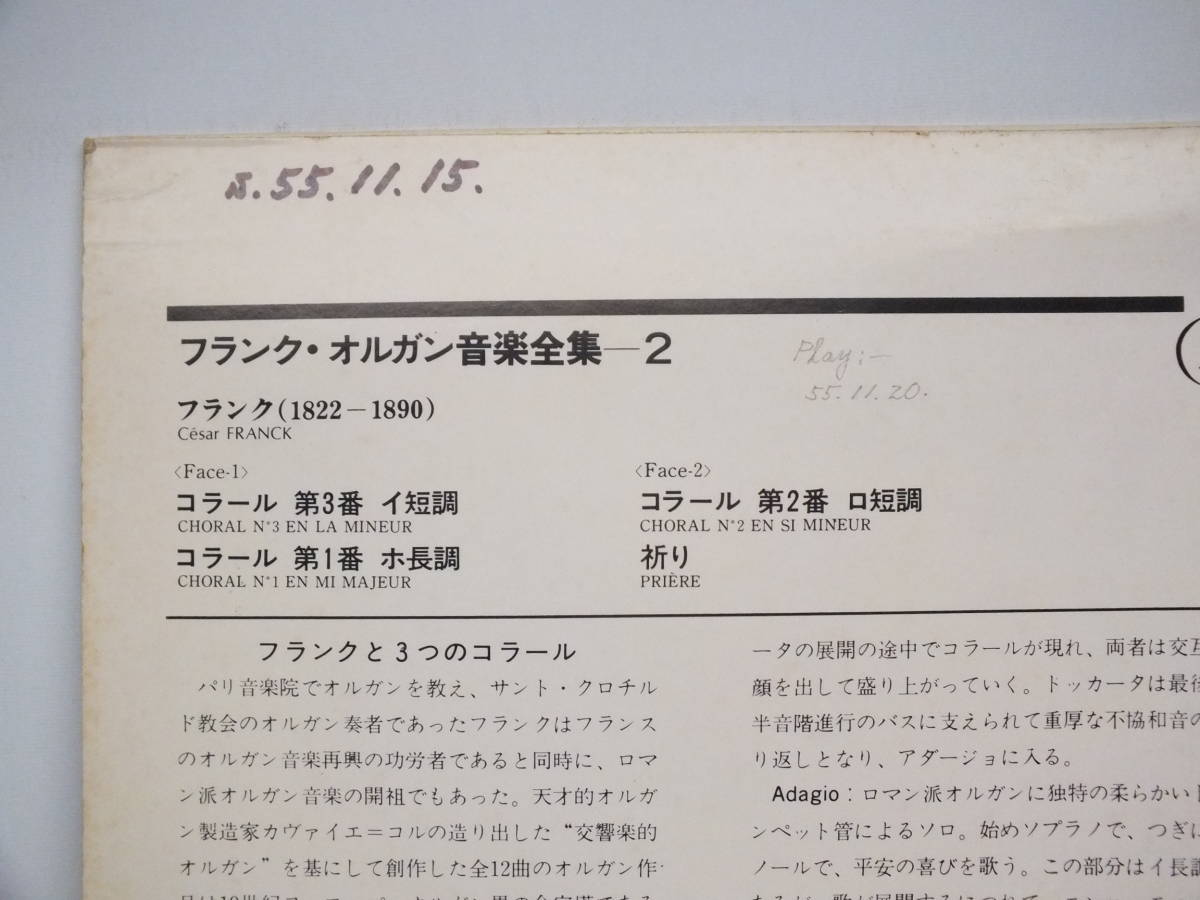 S.55.11.15.
フランク・オルガン音楽全集—2
Play:—
55.11.20.
フランク(1822－1890)
César FRANCK
〈Face-1〉
コラール 第3番 イ短調
CHORAL N°3 EN LA MINEUR
コラール 第1番 ホ長調
CHORAL N°1 EN MI MAJEUR
〈Face-2〉
コラール 第2番 ロ短調
CHORAL N°2 EN SI MINEUR
祈り
PRIÈRE
フランクと3つのコラール
パリ音楽院でオルガンを教え、サント・クロチル
ド教会のオルガン奏者であったフランクはフランス
のオルガン音楽再興の功労者であると同時に、ロマ
ン派オルガン音楽の開祖でもあった。天才的オルガ
ン製造家カヴァイエ＝コルの造り出した“交響楽的
オルガン”を基にして創作した全12曲のオルガン作
ータの展開の途中でコラールが現れ、両者は交互
顔を出して盛り上がっていく。トッカータは最後
半音階進行のバスに支えられて重厚な不協和音の
り返しとなり、アダージョに入る。
Adagio：ロマン派オルガンに独特の柔らかい
ンペット管によるソロ。始めソプラノで、つぎに
ノールで、平安の喜びを歌う。この部分はイ長調